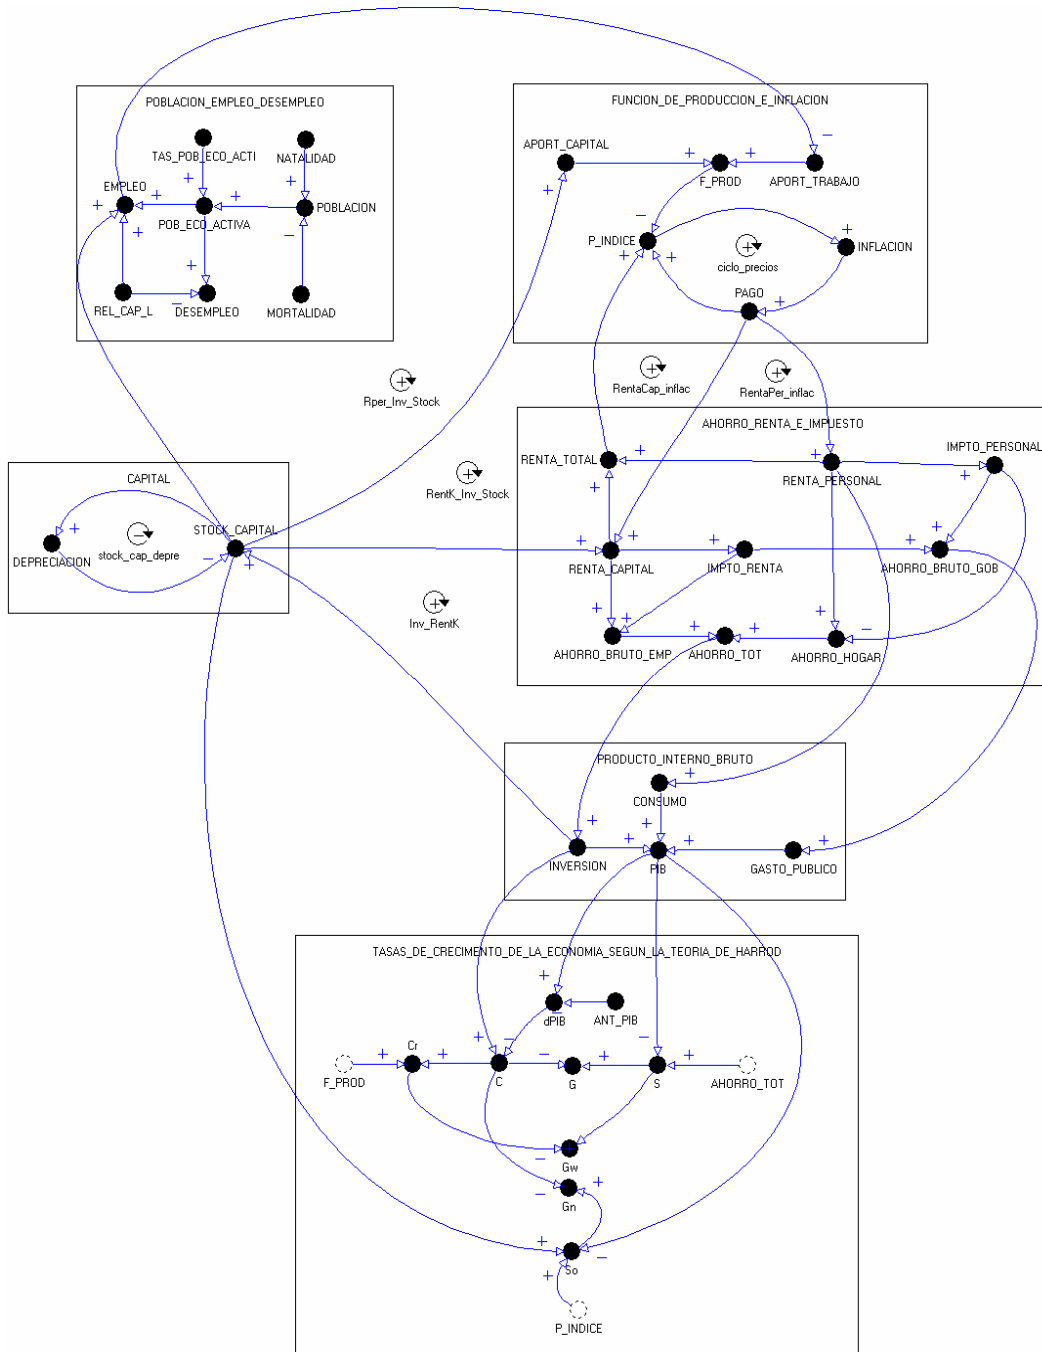 POBLACION_EMPLEO_DESEMPLEO
TAS_POB_ECO_ACTI
NATALIDAD
EMPLEO
POB_ECO_ACTIVA
POBLACION
REL_CAP_L
DESEMPLEO
MORTALIDAD
FUNCION_DE_PRODUCCION_E_INFLACION
APORT_CAPITAL
F_PROD
APORT_TRABAJO
P_INDICE
INFLACION
ciclo_precios
PAGO
Rper_Inv_Stock
RentaCap_inflac
RentaPer_inflac
RentK_Inv_Stock
Inv_RentK
CAPITAL
STOCK_CAPITAL
DEPRECIACION
stock_cap_depre
AHORRO_RENTA_E_IMPUESTO
IMPTO_PERSONAL
RENTA_TOTAL
RENTA_PERSONAL
RENTA_CAPITAL
IMPTO_RENTA
AHORRO_BRUTO_GOB
AHORRO_BRUTO_EMP
AHORRO_TOT
AHORRO_HOGAR
PRODUCTO_INTERNO_BRUTO
CONSUMO
INVERSION
PIB
GASTO_PUBLICO
TASAS_DE_CRECIMENTO_DE_LA_ECONOMIA_SEGUN_LA_TEORIA_DE_HARROD
dPIB
ANT_PIB
Cr
F_PROD
C
G
S
AHORRO_TOT
Gw
Gn
So
P_INDICE